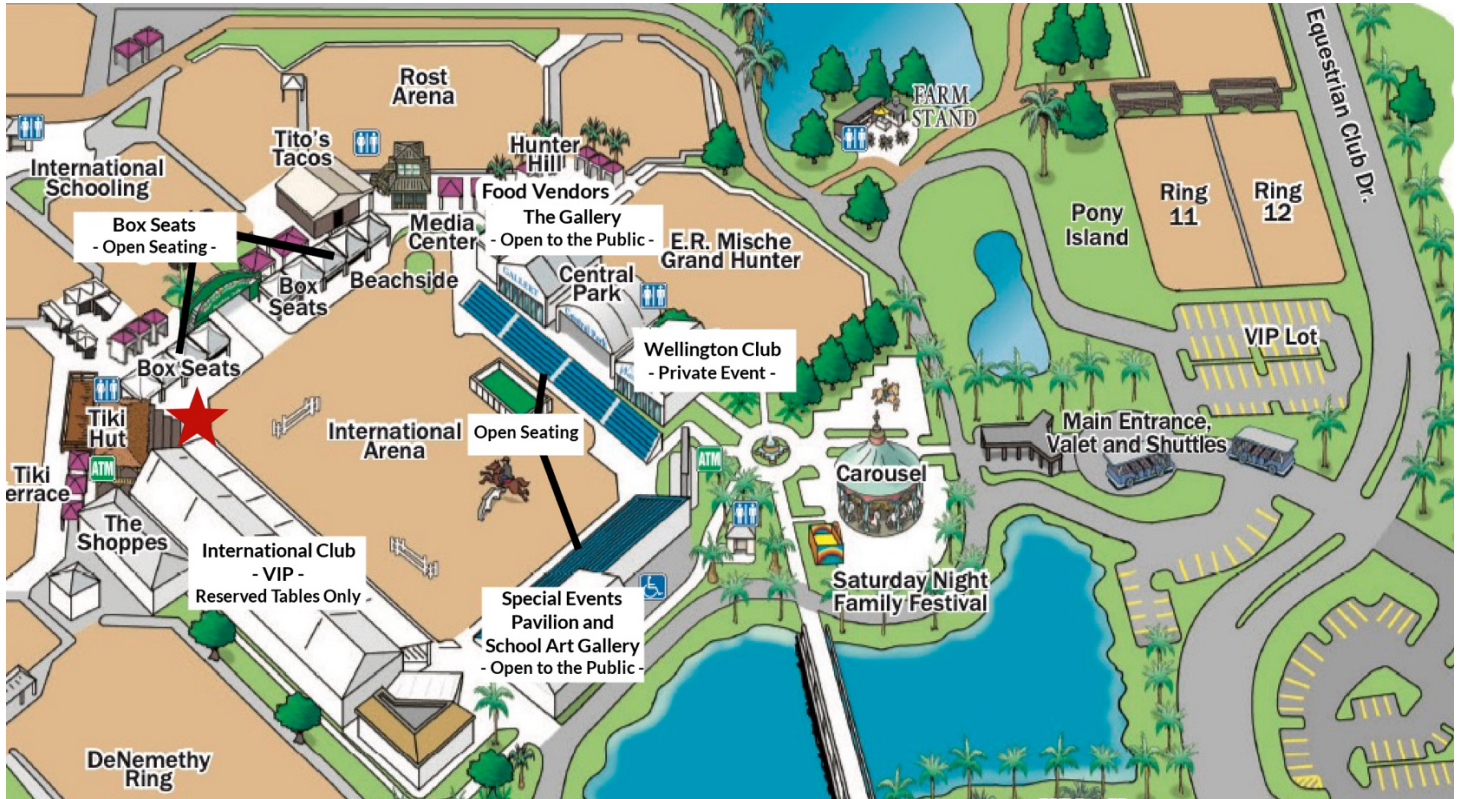 Rost
Arena
Equestrian Club Dr.
FARM
STAND
Tito's
Tacos
Hunter
Hill
International
Schooling
Food Vendors
Ring
11
Ring
12
Box Seats
- Open Seating -
The Gallery
- Open to the Public -
Pony
Island
Media
Center
E.R. Mische
Grand Hunter
GALLERY
Central
Park
Beachside
Box
Seats
Central Park
VIP Lot
Wellington Club
- Private Event -
Box Seats
Tiki
Hut
International
Arena
Open Seating
Main Entrance,
Valet and Shuttles
ATM
ATM
Carousel
Tiki
errace
The
Shoppes
International Club
- VIP -
Reserved Tables Only
Saturday Night
Family Festival
Special Events
Pavilion and
School Art Gallery
- Open to the Public -
DeNemethy
Ring